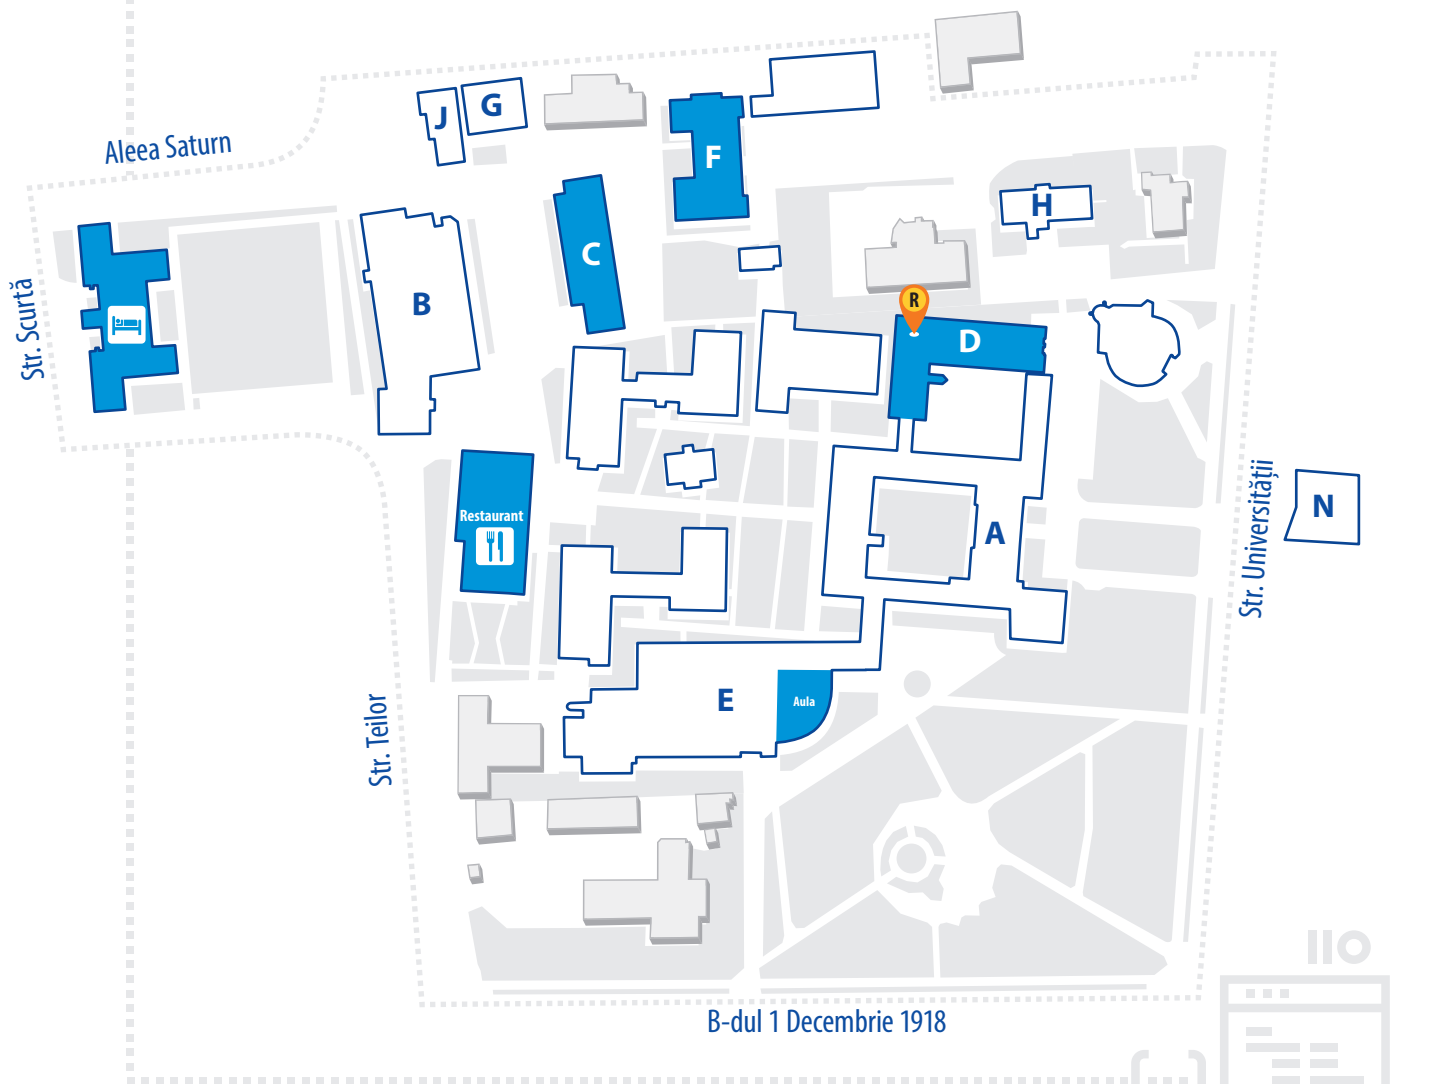 J
G
Aleea Saturn
F
H
C
B
Str. Scurtă
R
D
Restaurant
A
N
Str. Universității
E
Aula
Str. Teilor
B-dul 1 Decembrie 1918